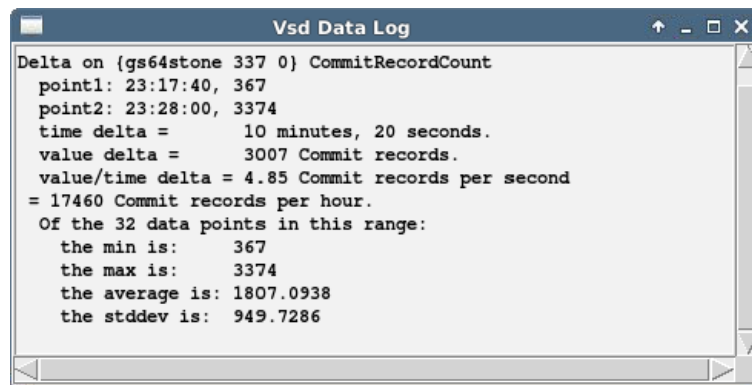 Vsd Data Log
Delta on {gs64stone 337 0} CommitRecordCount
point1: 23:17:40, 367
point2: 23:28:00, 3374
time delta = 10 minutes, 20 seconds.
value delta = 3007 Commit records.
value/time delta = 4.85 Commit records per second
= 17460 Commit records per hour.
Of the 32 data points in this range:
the min is: 367
the max is: 3374
the average is: 1807.0938
the stddev is: 949.7286